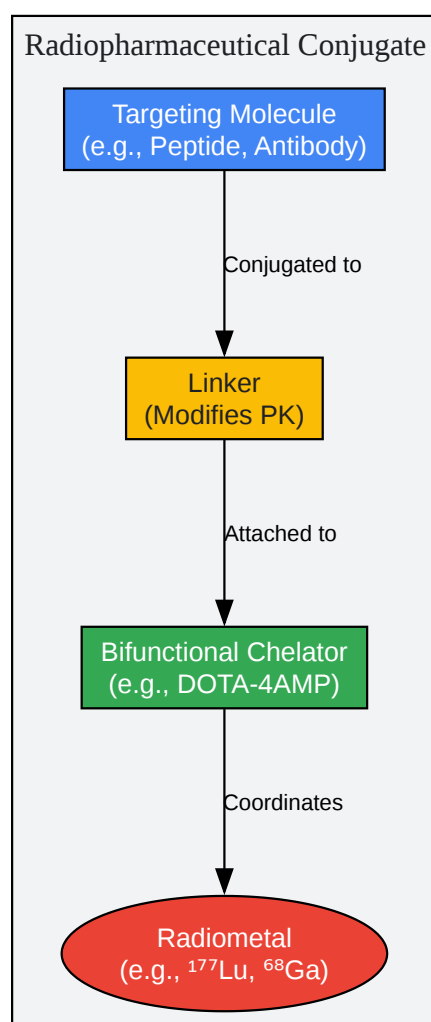 Radiopharmaceutical Conjugate
Targeting Molecule
(e.g., Peptide, Antibody)
Conjugated to
Linker
(Modifies PK)
Attached to
Bifunctional Chelator
(e.g., DOTA-4AMP)
Coordinates
Radiometal
(e.g., ¹⁷⁷Lu, ⁶⁸Ga)